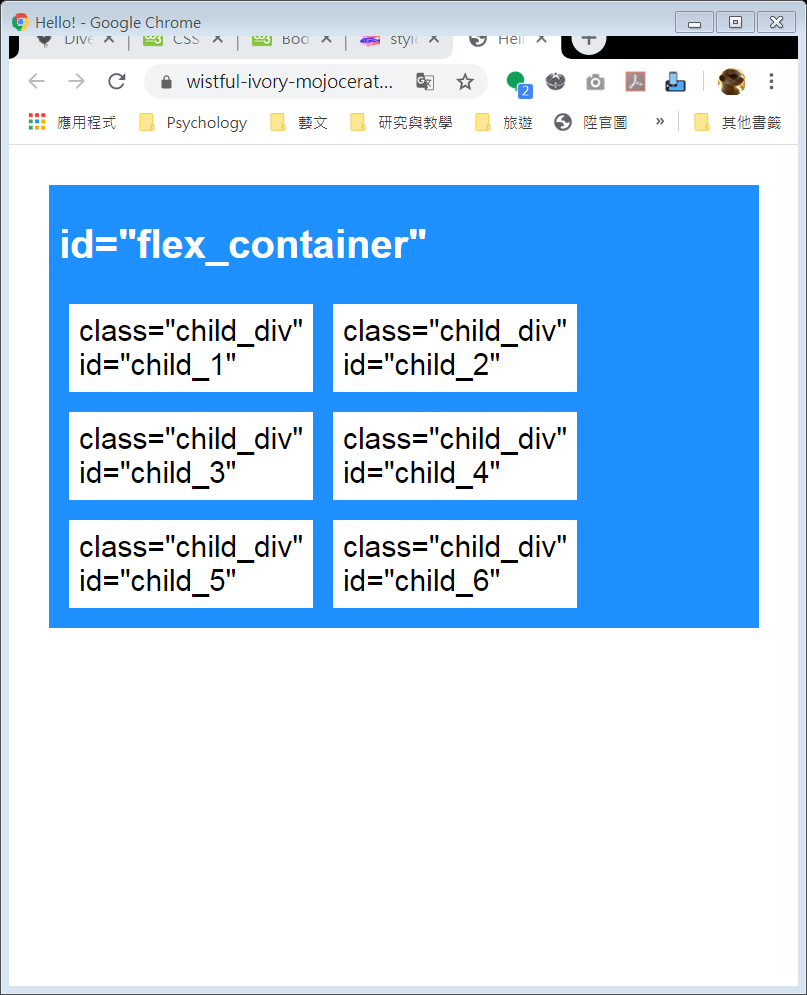 Hello! - Google Chrome
Dive CSS Boo style Hell
wistful-ivory-mojocerat...
2
應用程式 Psychology 藝文 研究與教學 旅遊 陞官圖 » 其他書籤
id="flex_container"
class="child_div" class="child_div"
id="child_1" id="child_2"
class="child_div" class="child_div"
id="child_3" id="child_4"
class="child_div" class="child_div"
id="child_5" id="child_6"